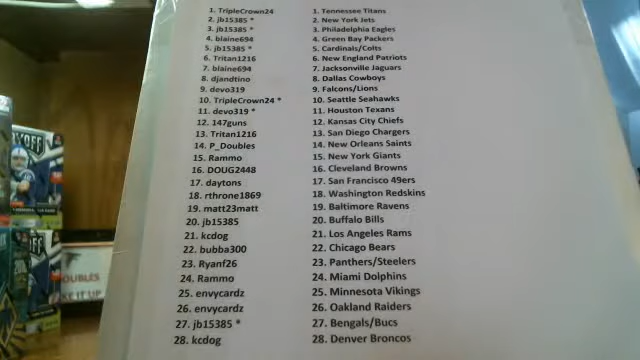 1. TripleCrown24 1. Tennessee Titans
2. jb15385 * 2. New York Jets
3. jb15385 * 3. Philadelphia Eagles
4. blaine694 4. Green Bay Packers
5. jb15385 * 5. Cardinals/Colts
6. Tritan1216 6. New England Patriots
7. blaine694 7. Jacksonville Jaguars
8. djandtino 8. Dallas Cowboys
9. devo319 9. Falcons/Lions
10. TripleCrown24 * 10. Seattle Seahawks
11. devo319 * 11. Houston Texans
12. 147guns 12. Kansas City Chiefs
13. Tritan1216 13. San Diego Chargers
14. P_Doubles 14. New Orleans Saints
15. Rammo 15. New York Giants
16. DOUG2448 16. Cleveland Browns
17. daytons 17. San Francisco 49ers
18. rthrone1869 18. Washington Redskins
19. matt23matt 19. Baltimore Ravens
20. jb15385 20. Buffalo Bills
21. kcdog 21. Los Angeles Rams
22. bubba300 22. Chicago Bears
23. Ryanf26 23. Panthers/Steelers
24. Rammo 24. Miami Dolphins
25. envycardz 25. Minnesota Vikings
26. envycardz 26. Oakland Raiders
27. jb15385 * 27. Bengals/Bucs
28. kcdog 28. Denver Broncos
OUBLES
KE IT UP